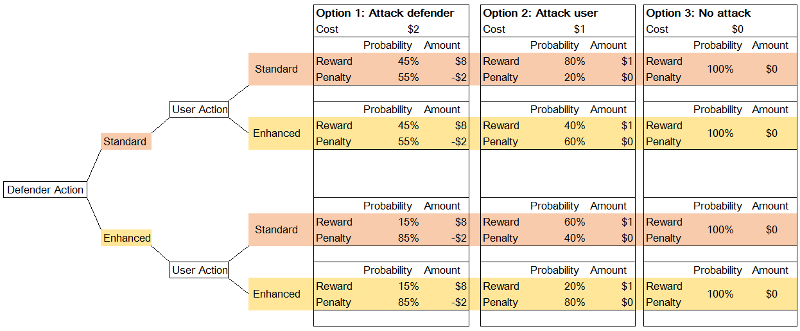 Option 1: Attack defender Option 2: Attack user Option 3: No attack
Cost $2 Cost $1 Cost $0
Probability Amount Probability Amount Probability Amount
Standard Reward 45% $8 Reward 80% $1 Reward 100% $0
Penalty 55% -$2 Penalty 20% $0 Penalty
User Action
Probability Amount Probability Amount Probability Amount
Enhanced Reward 45% $8 Reward 40% $1 Reward 100% $0
Penalty 55% -$2 Penalty 60% $0 Penalty
Standard
Defender Action
Probability Amount Probability Amount Probability Amount
Standard Reward 15% $8 Reward 60% $1 Reward 100% $0
Enhanced Penalty 85% -$2 Penalty 40% $0 Penalty
User Action Probability Amount Probability Amount Probability Amount
Enhanced Reward 15% $8 Reward 20% $1 Reward 100% $0
Penalty 85% -$2 Penalty 80% $0 Penalty